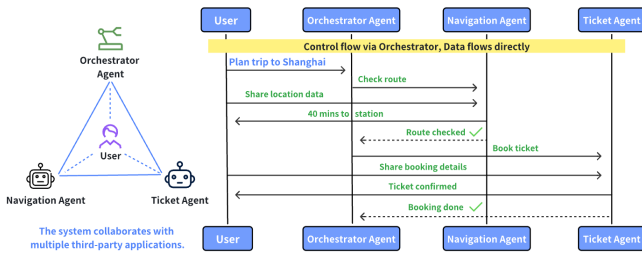 User
Orchestrator Agent
Navigation Agent
Ticket Agent
Control flow via Orchestrator, Data flows directly
Plan trip to Shanghai
Check route
Share location data
40 mins to station
Route checked
Book ticket
Share booking details
Ticket confirmed
Booking done
User
Orchestrator Agent
Navigation Agent
Ticket Agent
Orchestrator
Agent
User
Navigation Agent
Ticket Agent
The system collaborates with
multiple third-party applications.